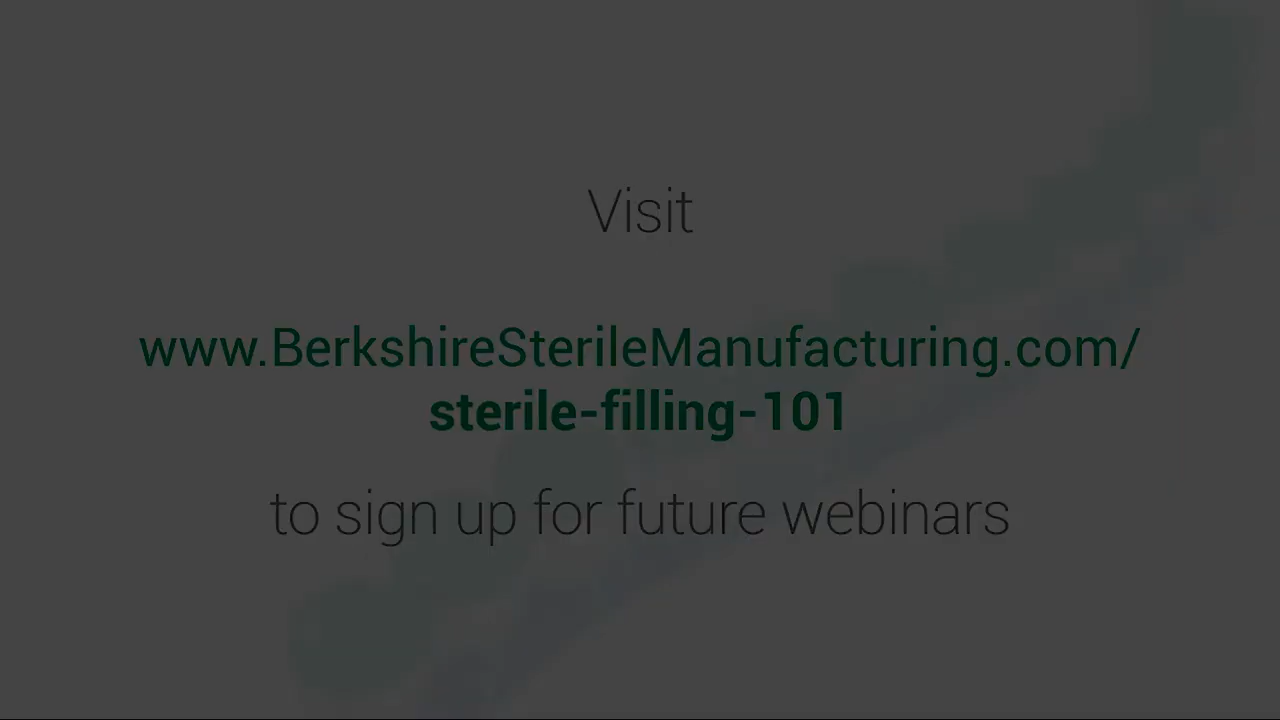 Visit
www.BerkshireSterileManufacturing.com/
sterile-filling-101
to sign up for future webinars